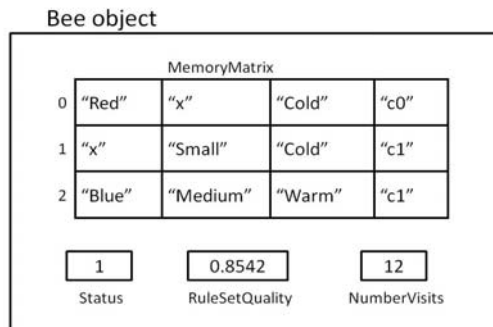 Bee object
MemoryMatrix
0 “Red” “x” “Cold” “c0”
1 “x” “Small” “Cold” “c1”
2 “Blue” “Medium” “Warm” “c1”
1 0.8542 12
Status RuleSetQuality NumberVisits